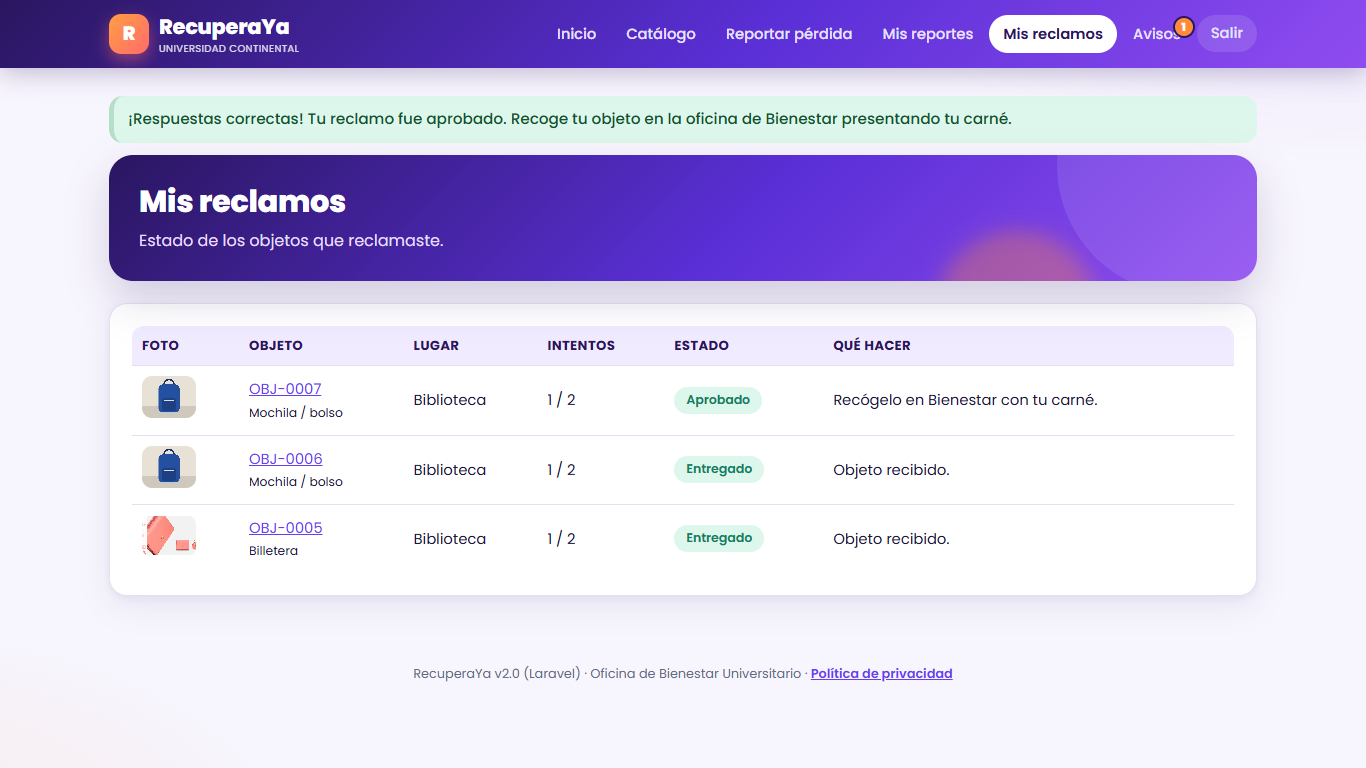 R
RecuperaYa
UNIVERSIDAD CONTINENTAL
Inicio
Catálogo
Reportar pérdida
Mis reportes
Mis reclamos
Avisos
1
Salir
¡Respuestas correctas! Tu reclamo fue aprobado. Recoge tu objeto en la oficina de Bienestar presentando tu carné.
Mis reclamos
Estado de los objetos que reclamaste.
FOTO OBJETO LUGAR INTENTOS ESTADO QUÉ HACER
OBJ-0007
Mochila / bolso
Biblioteca
1 / 2
Aprobado
Recógelo en Bienestar con tu carné.
OBJ-0006
Mochila / bolso
Biblioteca
1 / 2
Entregado
Objeto recibido.
OBJ-0005
Billetera
Biblioteca
1 / 2
Entregado
Objeto recibido.
RecuperaYa v2.0 (Laravel) · Oficina de Bienestar Universitario · Política de privacidad